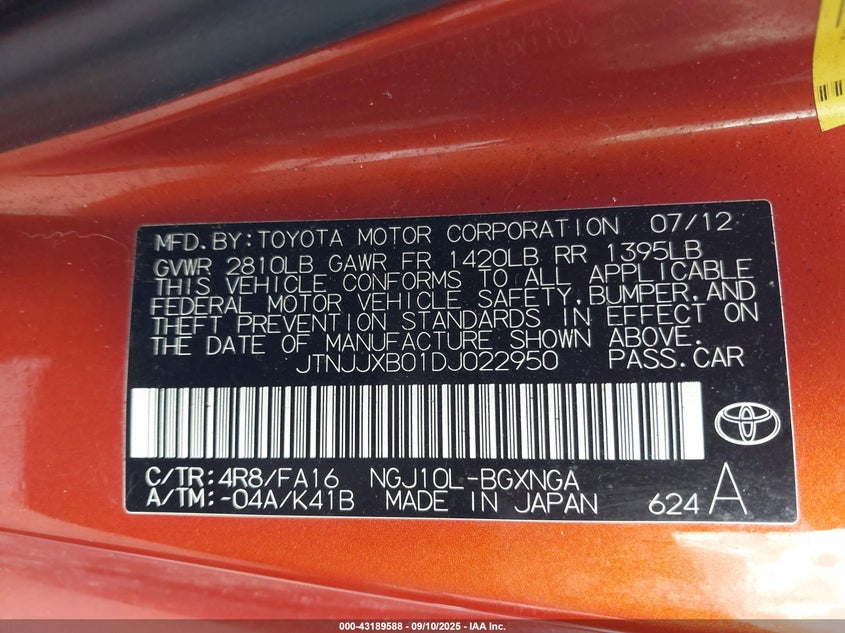 MFD. BY: TOYOTA MOTOR CORPORATION 07/12
GVWR 2810LB GAWR FR 1420LB RR 1395LB
THIS VEHICLE CONFORMS TO ALL APPLICABLE
FEDERAL MOTOR VEHICLE SAFETY, BUMPER, AND
THEFT PREVENTION STANDARDS IN EFFECT ON
THE DATE OF MANUFACTURE SHOWN ABOVE.
JTNJJXB01DJ022950 PASS. CAR
C/TR: 4R8/FA16 NGJ10L-BGXNGA
A/TM: -04A/K41B MADE IN JAPAN 624 A
000-43189588 - 09/10/2025 - IAA Inc.